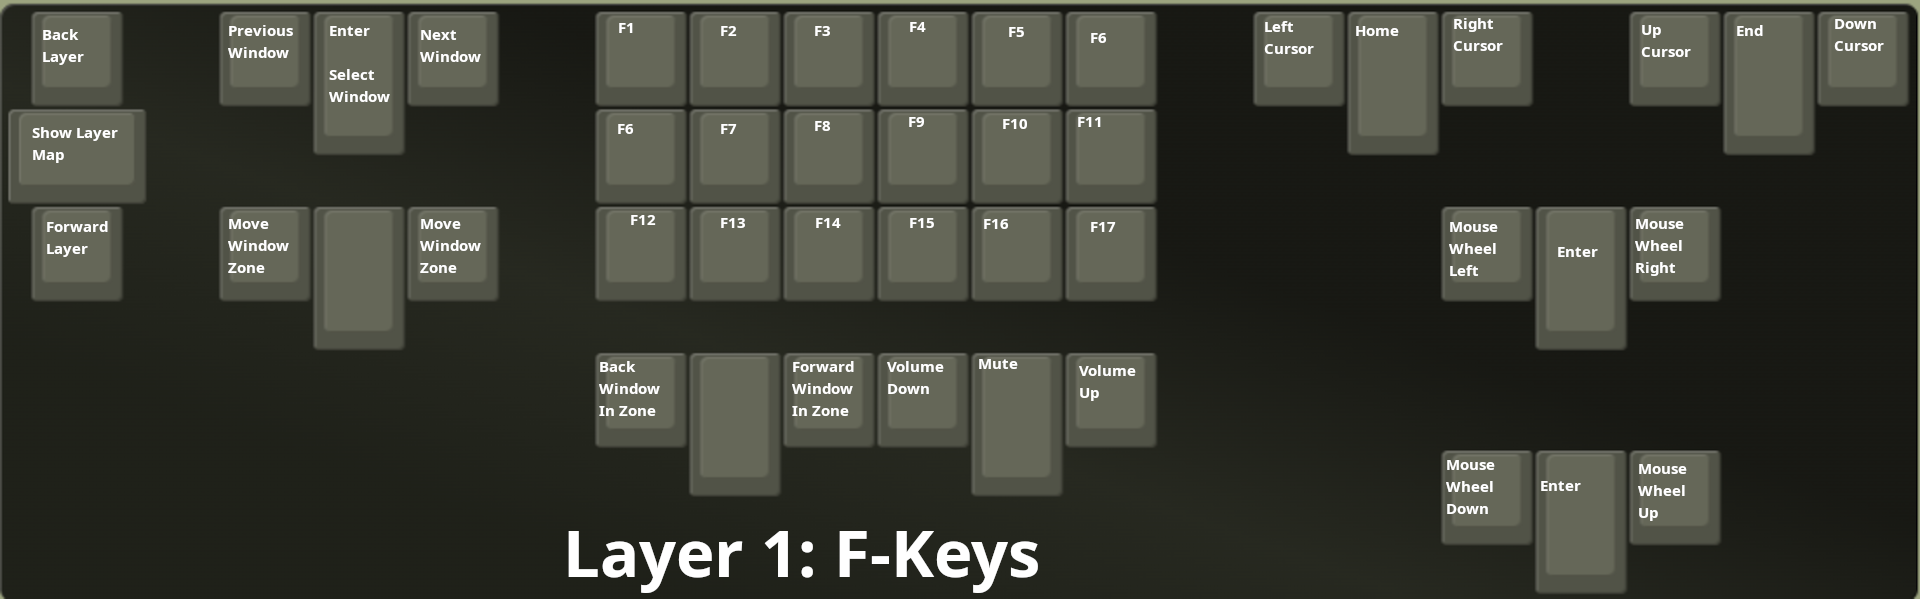 Back
Layer
Previous
Window
Enter
Select
Window
Next
Window
F1
F2
F3
F4
F5
F6
Left
Cursor
Home
Right
Cursor
Up
Cursor
End
Down
Cursor
Show Layer
Map
F6
F7
F8
F9
F10
F11
Forward
Layer
Move
Window
Zone
Move
Window
Zone
F12
F13
F14
F15
F16
F17
Mouse
Wheel
Left
Enter
Mouse
Wheel
Right
Back
Window
In Zone
Forward
Window
In Zone
Volume
Down
Mute
Volume
Up
Mouse
Wheel
Down
Enter
Mouse
Wheel
Up
Layer 1: F-Keys